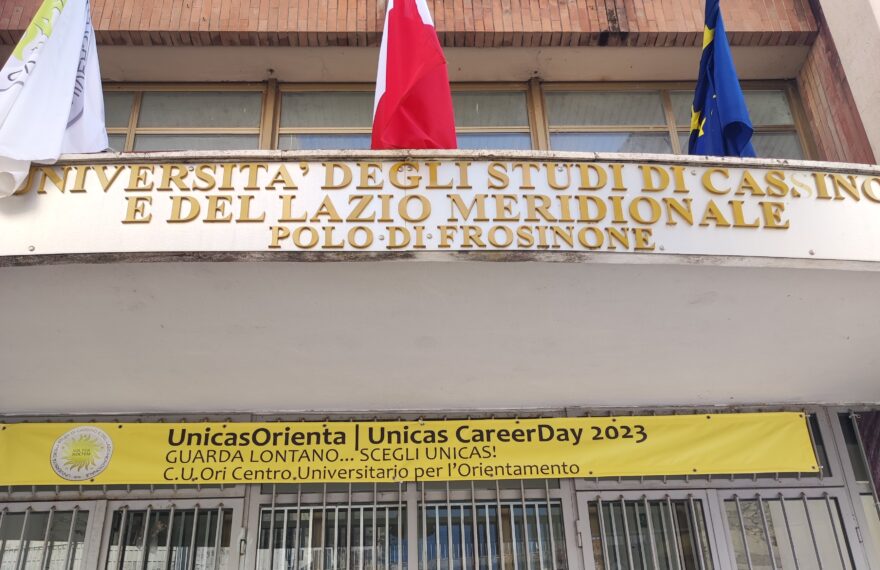 UNIVERSITA' DEGLI STUDI DI CASSINO
E DEL LAZIO MERIDIONALE
POLO DI FROSINONE
UnicasOrienta | Unicas CareerDay 2023
GUARDA LONTANO... SCEGLI UNICAS!
C.U.Ori Centro Universitario per l'Orientamento